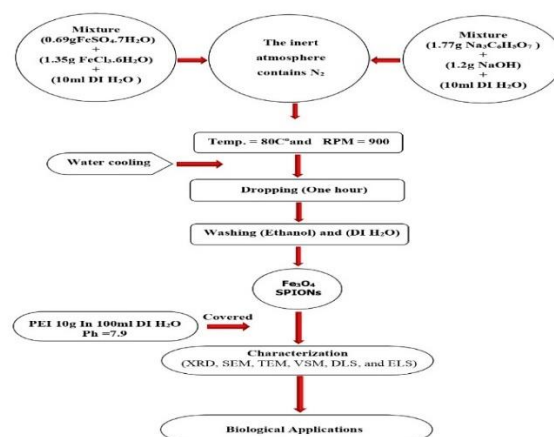 Mixture
(0.69gFeSO₄.7H₂O)
+
(1.35g FeCl₃.6H₂O)
+
(10ml DI H₂O )
The inert
atmosphere
contains N₂
Mixture
(1.77g Na₃C₆H₅O₇ )
+
(1.2g NaOH)
+
(10ml DI H₂O)
Temp. = 80C°and RPM = 900
Water cooling
Dropping (One hour)
Washing (Ethanol) and (DI H₂O)
Fe₃O₄
SPIONs
PEI 10g In 100ml DI H₂O
Ph =7.9
Covered
Characterization
(XRD, SEM, TEM, VSM, DLS, and ELS)
Biological Applications